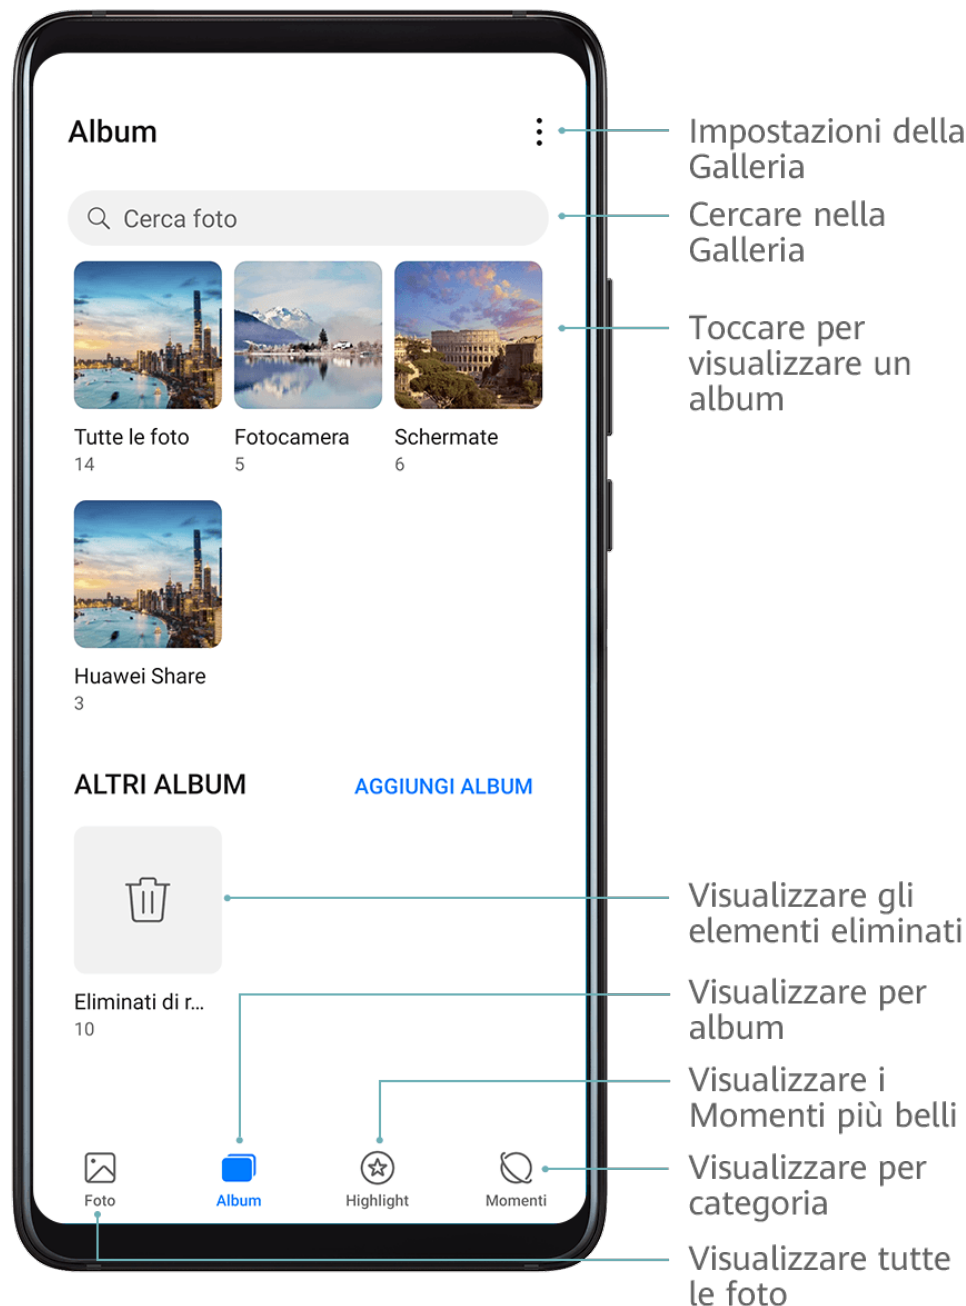 Album
Impostazioni della
Galleria
Cerca foto
Cercare nella
Galleria
Toccare per
visualizzare un
album
Tutte le foto
14
Fotocamera
5
Schermate
6
Huawei Share
3
ALTRI ALBUM
AGGIUNGI ALBUM
Visualizzare gli
elementi eliminati
Eliminati di r...
10
Visualizzare per
album
Visualizzare i
Momenti più belli
Visualizzare per
categoria
Foto
Album
Highlight
Momenti
Visualizzare tutte
le foto